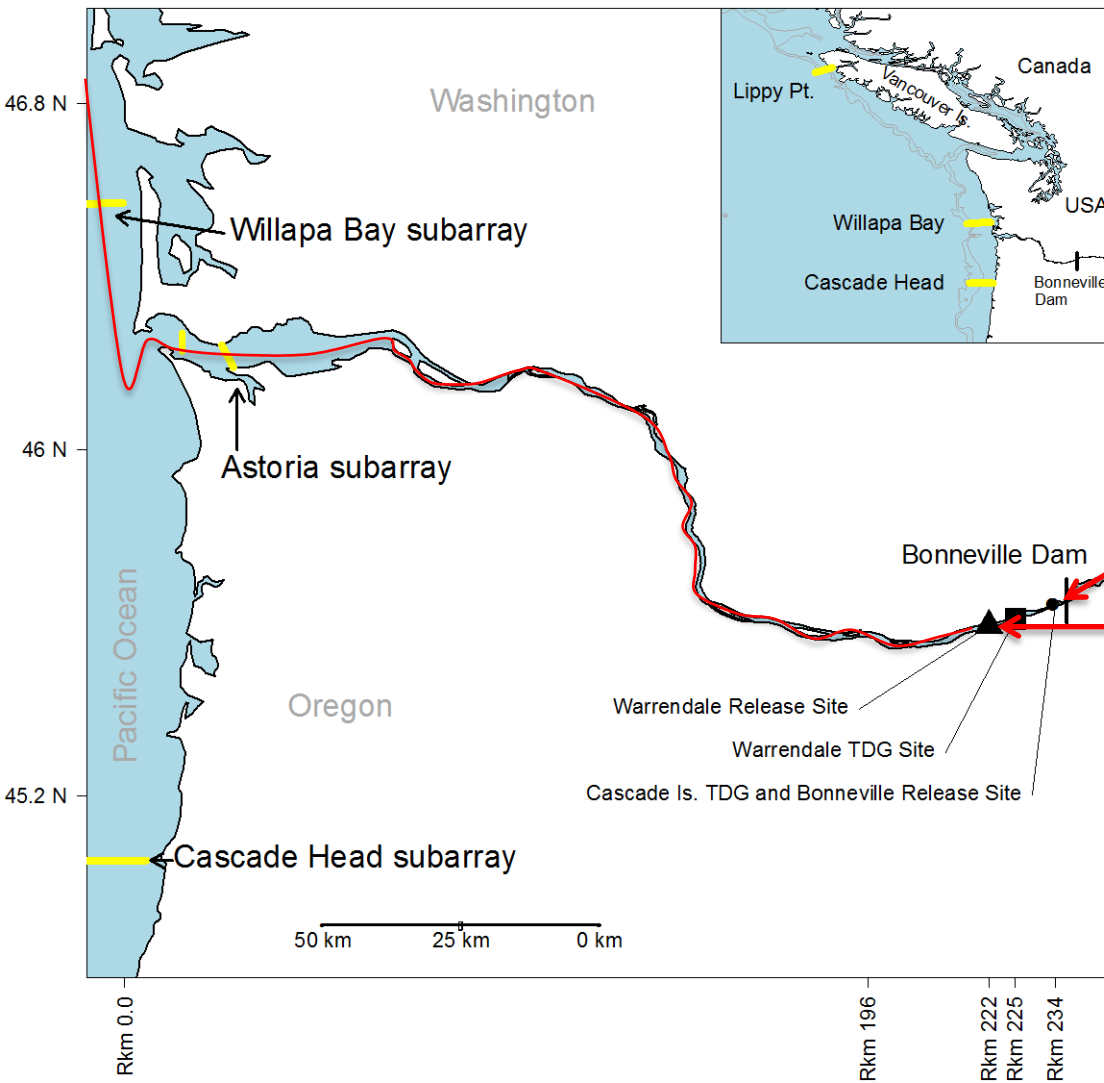 46.8 N
Washington
Willapa Bay subarray
46 N
Astoria subarray
Bonneville Dam
Pacific Ocean
Oregon
Warrendale Release Site
Warrendale TDG Site
Cascade Is. TDG and Bonneville Release Site
45.2 N
Cascade Head subarray
50 km
25 km
0 km
Rkm 0.0
Rkm 196
Rkm 222
Rkm 225
Rkm 234
Canada
Lippy Pt.
Vancouver Is.
USA
Willapa Bay
Cascade Head
Bonneville
Dam